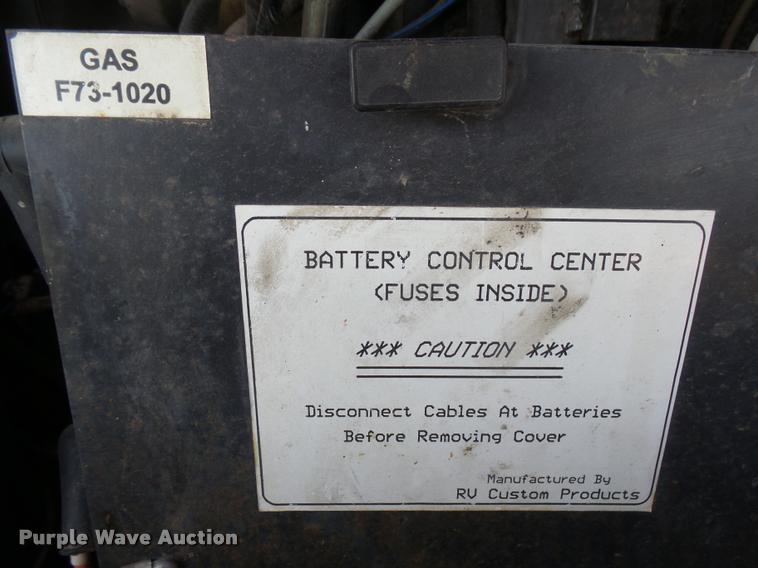 GAS
F73-1020
BATTERY CONTROL CENTER
(FUSES INSIDE)
*** CAUTION ***
Disconnect Cables At Batteries
Before Removing Cover
Manufactured By
RV Custom Products
Purple Wave Auction®